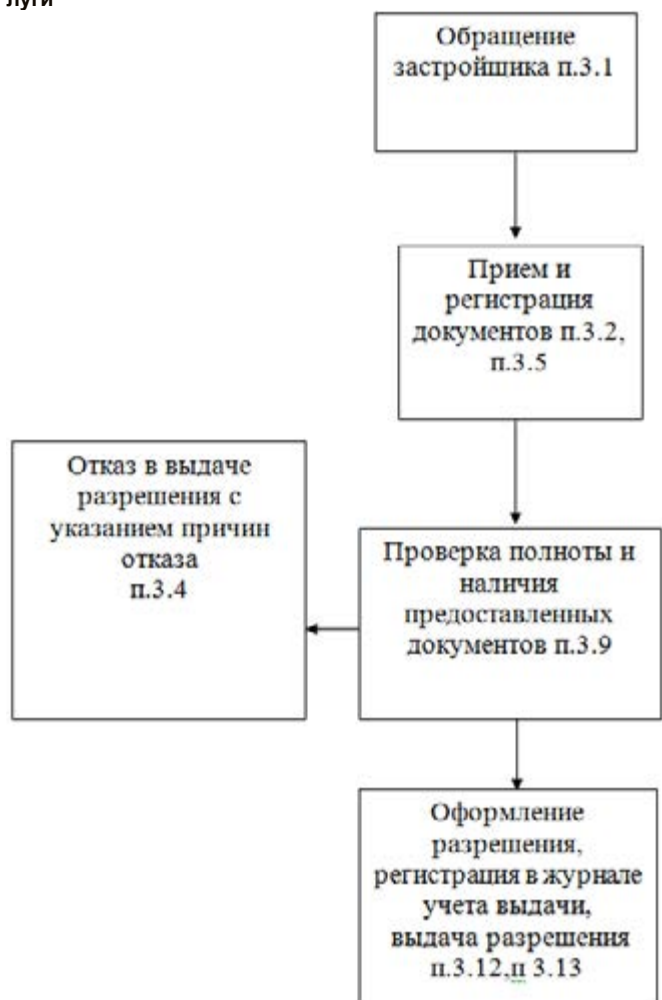 луги
Обращение
застройщика п.3.1
Прием и
регистрация
документов п.3.2,
п.3.5
Отказ в выдаче
разрешения с
указанием причин
отказа
п.3.4
Проверка полноты и
наличия
предоставленных
документов п.3.9
Оформление
разрешения,
регистрация в журнале
учета выдачи,
выдача разрешения
п.3.12,п 3.13